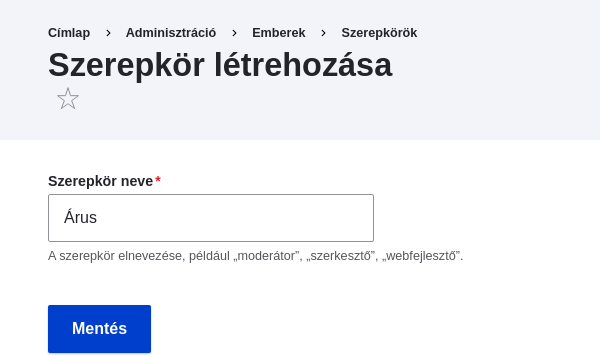 Címlap › Adminisztráció › Emberek › Szerepkörök
Szerepkör létrehozása
Szerepkör neve*
Árus
A szerepkör elnevezése, például „moderátor”, „szerkesztő”, „webfejlesztő”.
Mentés